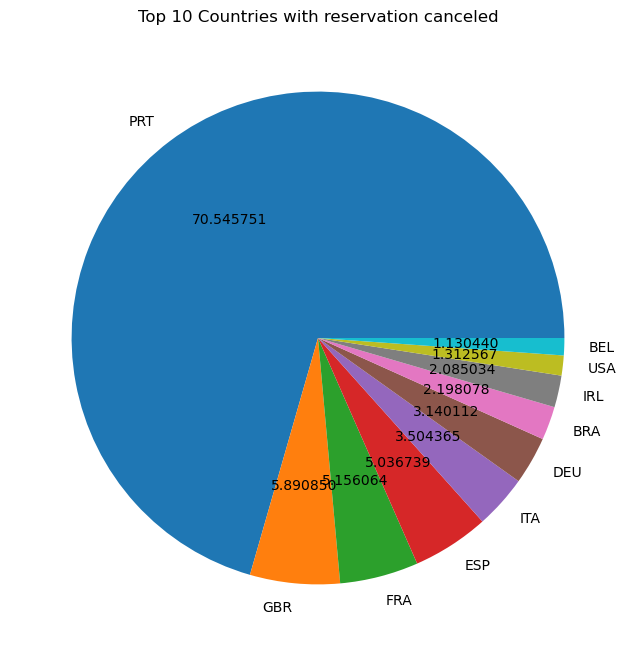 Top 10 Countries with reservation canceled
PRT
70.545751
1.130440
BEL
1.312567
USA
2.085034
IRL
2.198078
BRA
3.140112
DEU
3.504365
ITA
5.036739
ESP
5.156064
FRA
5.890850
GBR